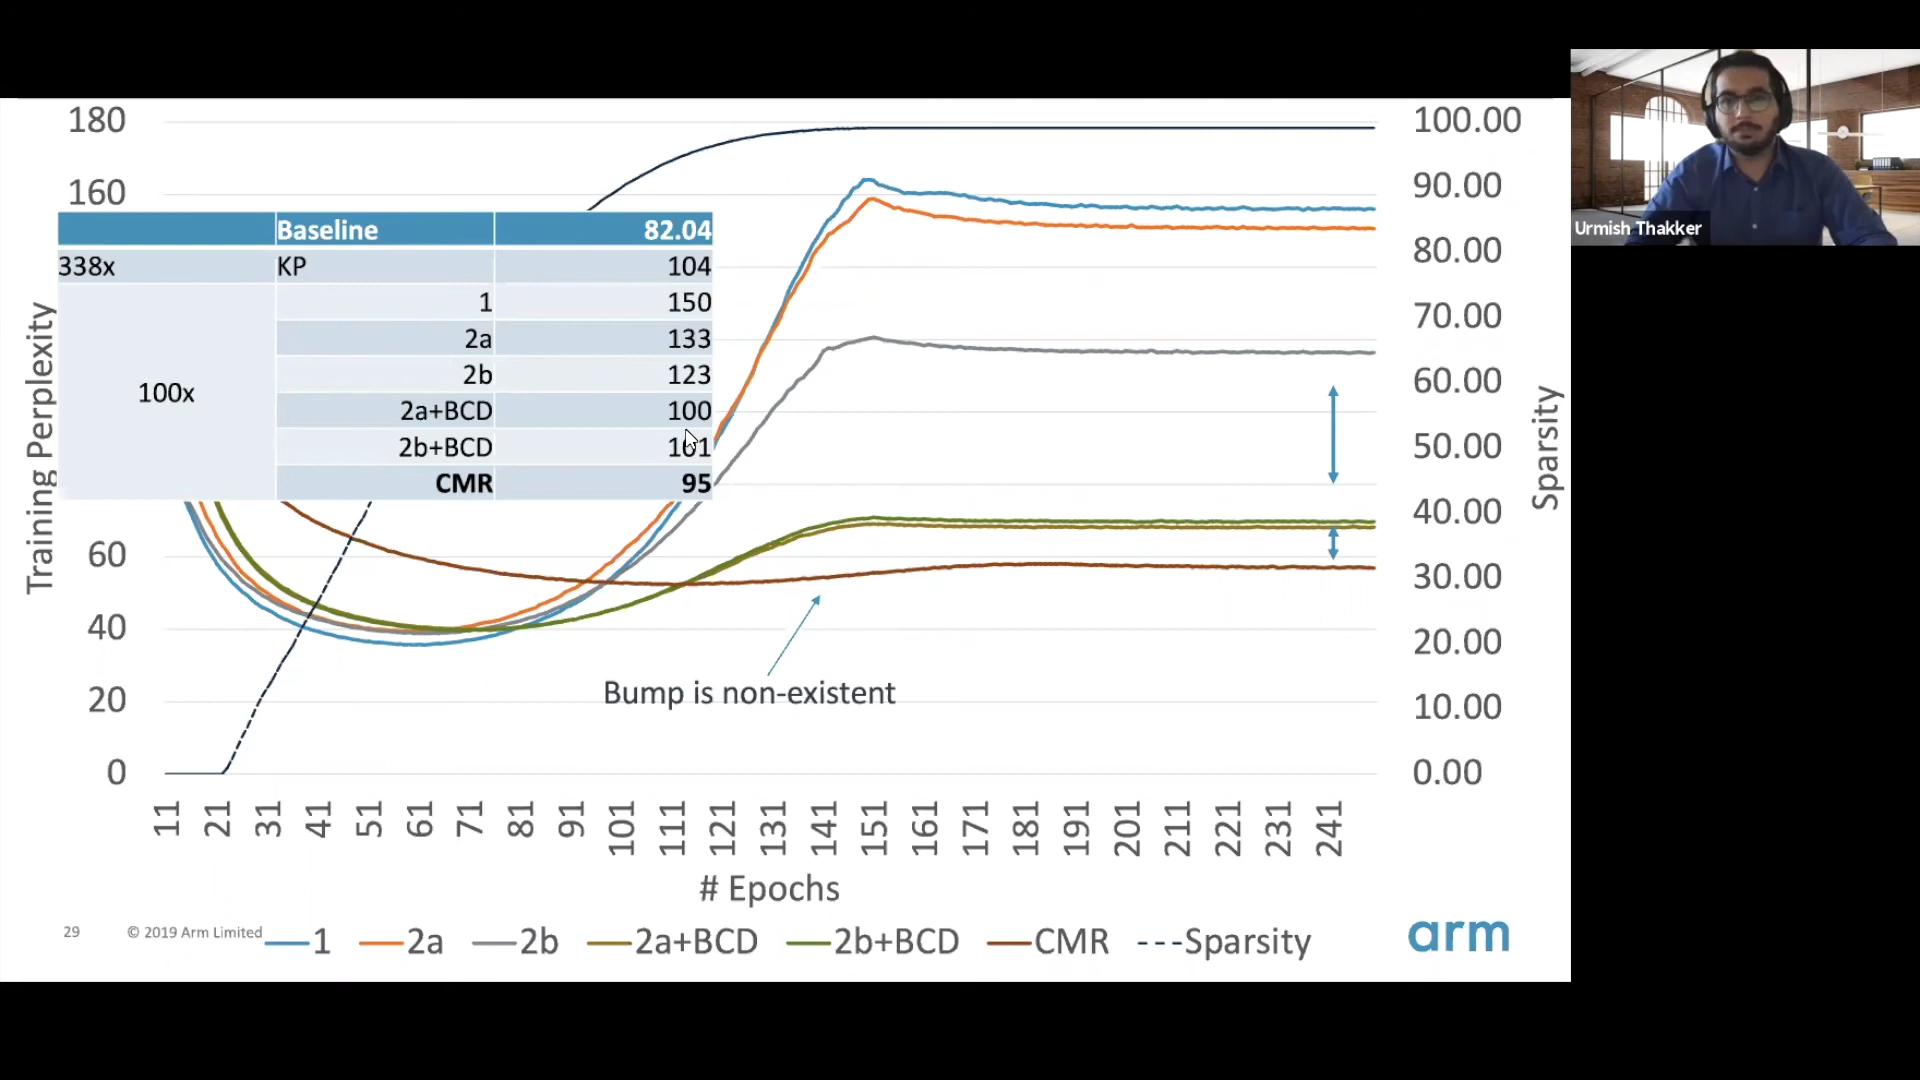 180
160
60
40
20
0
Training Perplexity
Baseline 82.04
338x KP 104
100x
1 150
2a 133
2b 123
2a+BCD 100
2b+BCD 101
CMR 95
100.00
90.00
80.00
70.00
60.00
50.00
40.00
30.00
20.00
10.00
0.00
Sparsity
Bump is non-existent
11 21 31 41 51 61 71 81 91 101 111 121 131 141 151 161 171 181 191 201 211 221 231 241
# Epochs
29 © 2019 Arm Limited
1 2a 2b 2a+BCD 2b+BCD CMR Sparsity
arm
Urmish Thakker